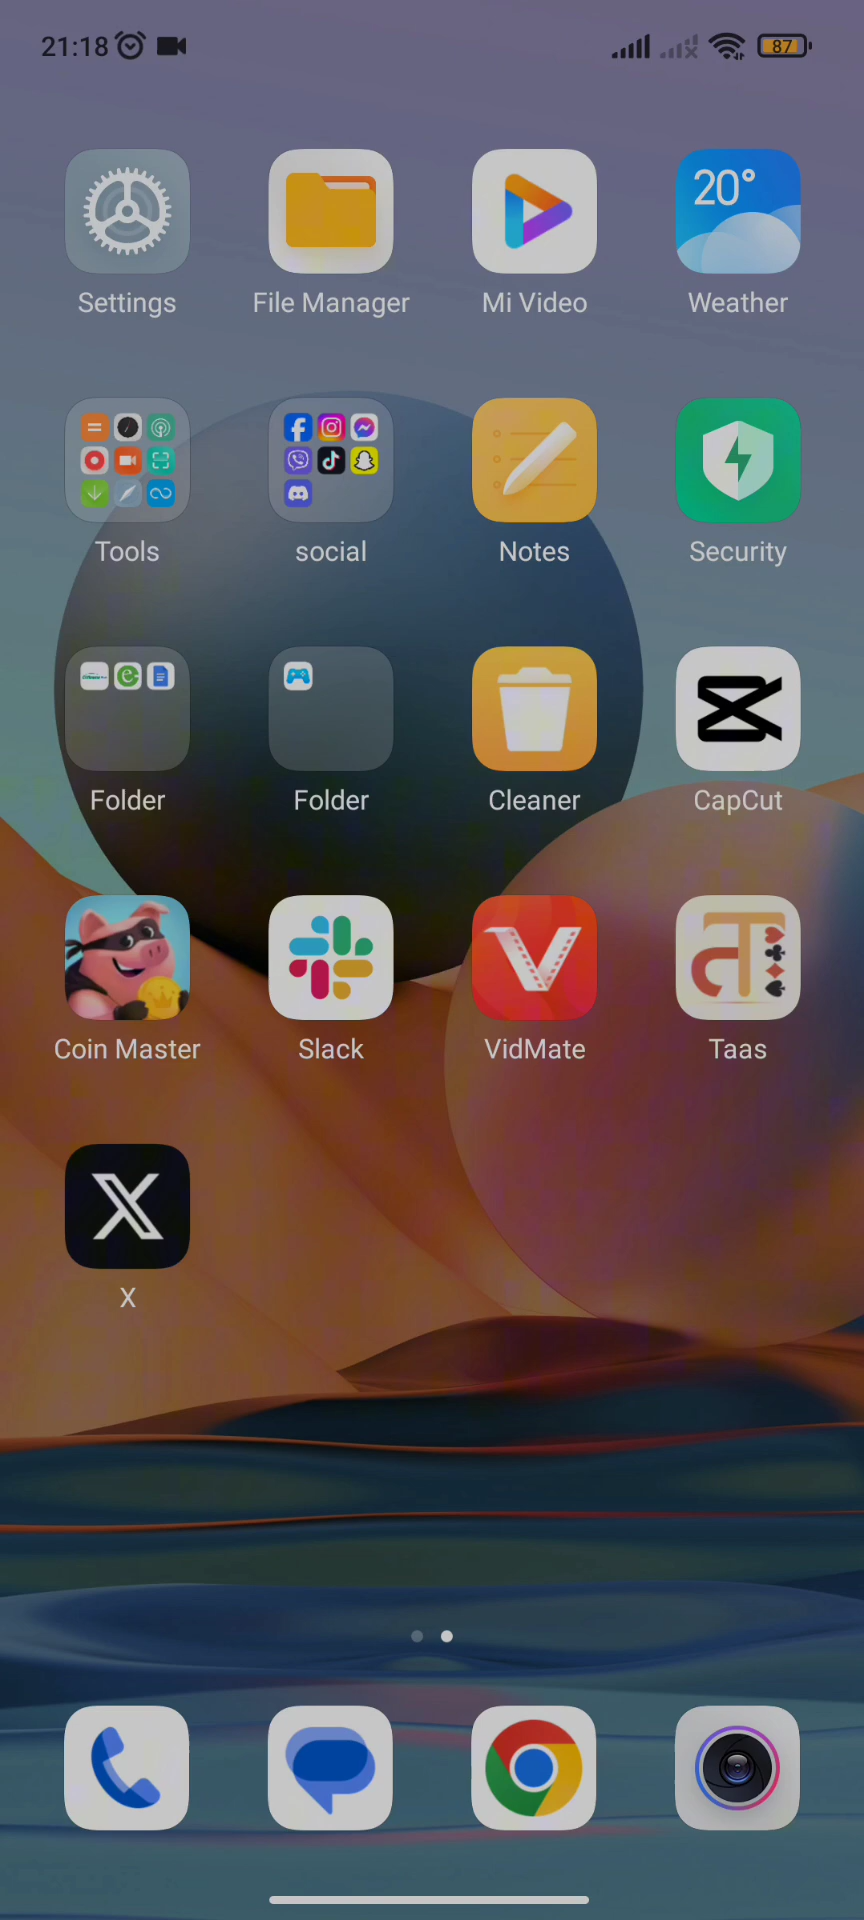 21:18 87
20°
Settings File Manager Mi Video Weather
Tools social Notes Security
Folder Folder Cleaner CapCut
ता
Coin Master Slack VidMate Taas
X